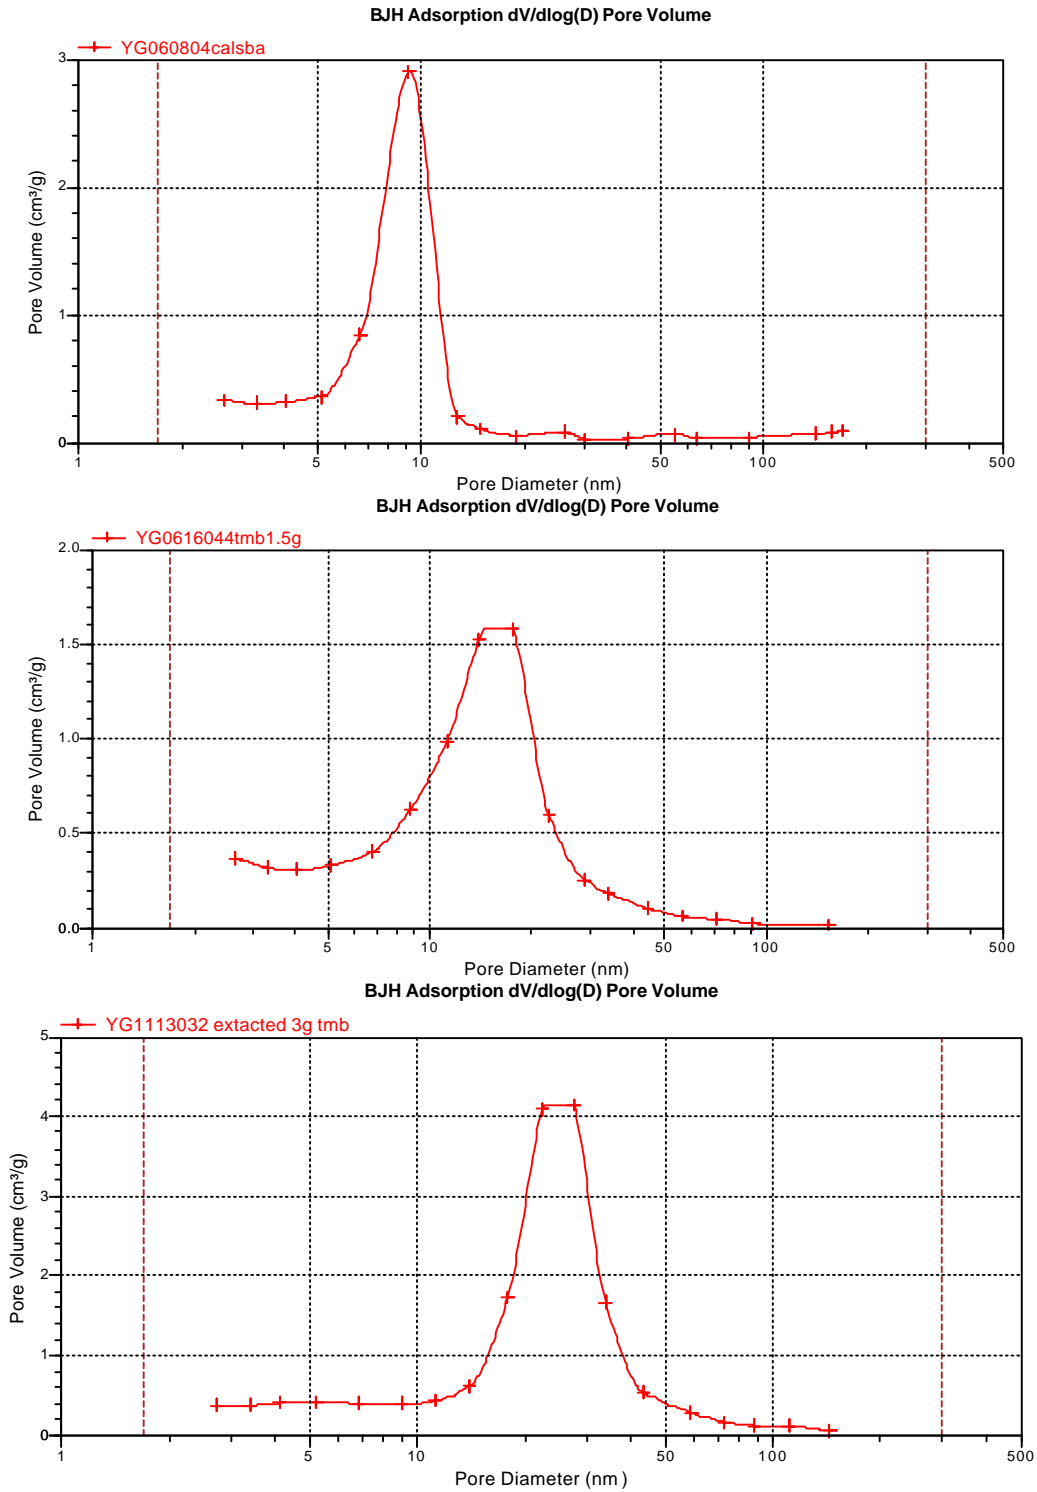 BJH Adsorption dV/dlog(D) Pore Volume
YG060804calsba
3
2
1
0
Pore Volume (cm³/g)
1 5 10 50 100 500
Pore Diameter (nm)
BJH Adsorption dV/dlog(D) Pore Volume
YG0616044tmb1.5g
2.0
1.5
1.0
0.5
0.0
Pore Volume (cm³/g)
1 5 10 50 100 500
Pore Diameter (nm)
BJH Adsorption dV/dlog(D) Pore Volume
YG1113032 extacted 3g tmb
5
4
3
2
1
0
Pore Volume (cm³/g)
1 5 10 50 100 500
Pore Diameter (nm)